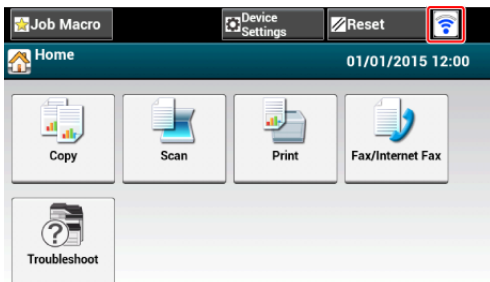 Job Macro
Device
Settings
Reset
Home
01/01/2015 12:00
Copy
Scan
Print
Fax/Internet Fax
Troubleshoot